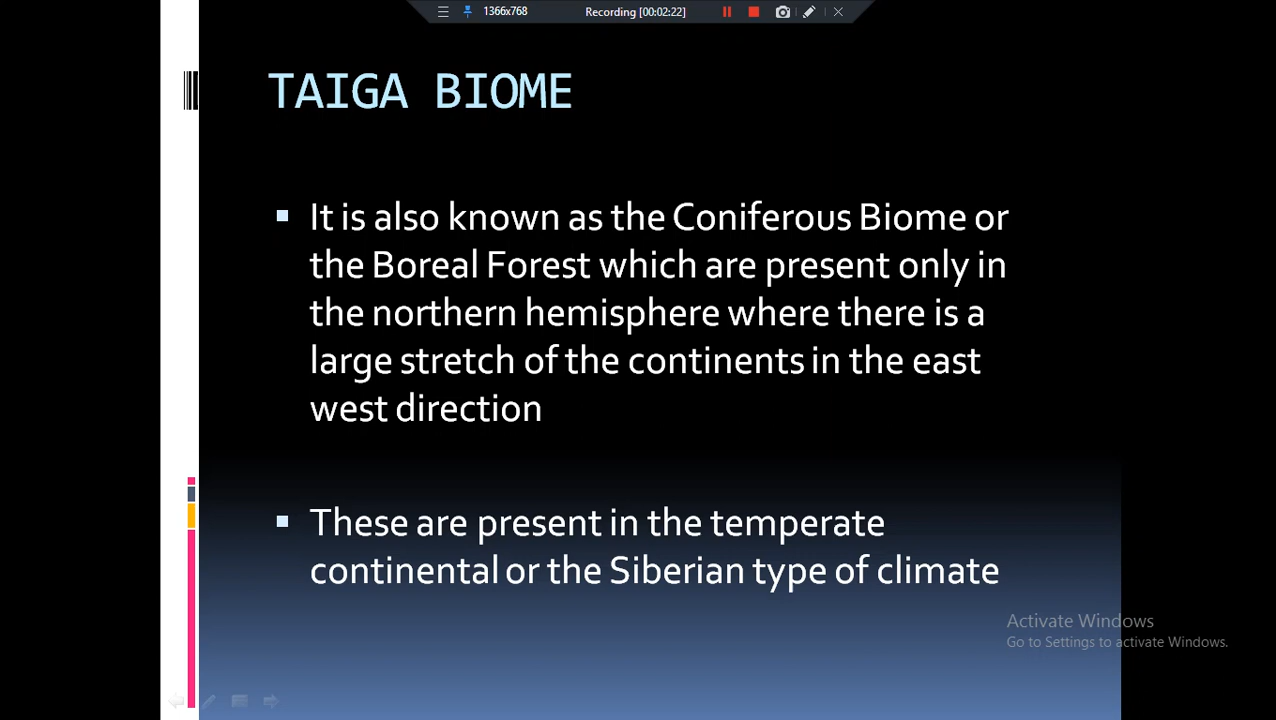 1366x768
Recording [00:02:22]
TAIGA BIOME
It is also known as the Coniferous Biome or
the Boreal Forest which are present only in
the northern hemisphere where there is a
large stretch of the continents in the east
west direction
These are present in the temperate
continental or the Siberian type of climate
Activate Windows
Go to Settings to activate Windows.